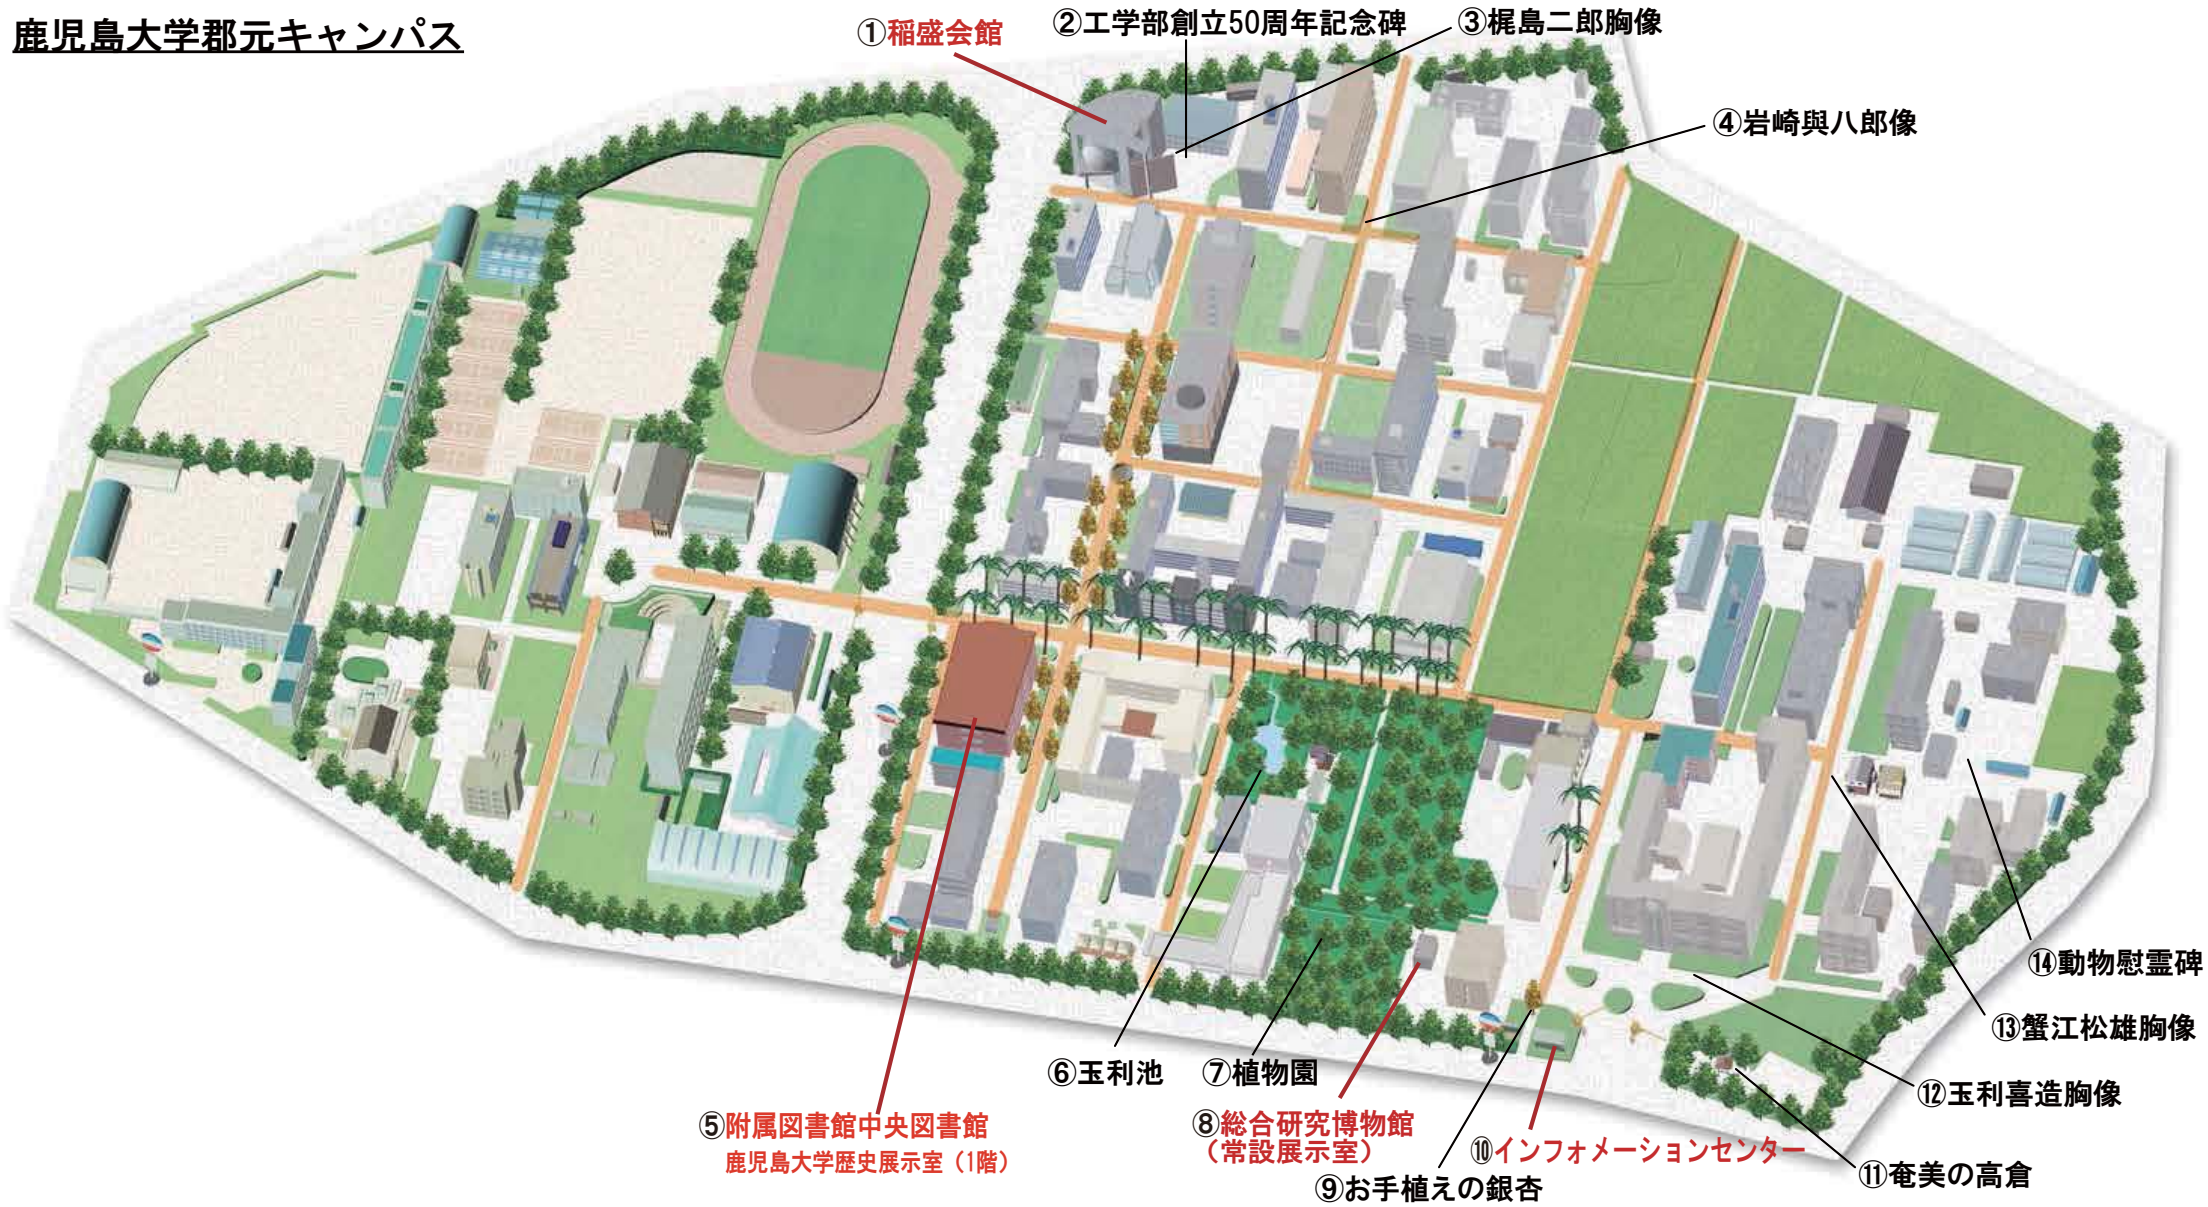 鹿児島大学郡元キャンパス
①稲盛会館
②工学部創立50周年記念碑
③梶島二郎胸像
④岩崎與八郎像
⑤附属図書館中央図書館
鹿児島大学歴史展示室（1階）
⑥玉利池
⑦植物園
⑧総合研究博物館
（常設展示室）
⑨お手植えの銀杏
⑩インフォメーションセンター
⑪奄美の高倉
⑫玉利喜造胸像
⑬蟹江松雄胸像
⑭動物慰霊碑